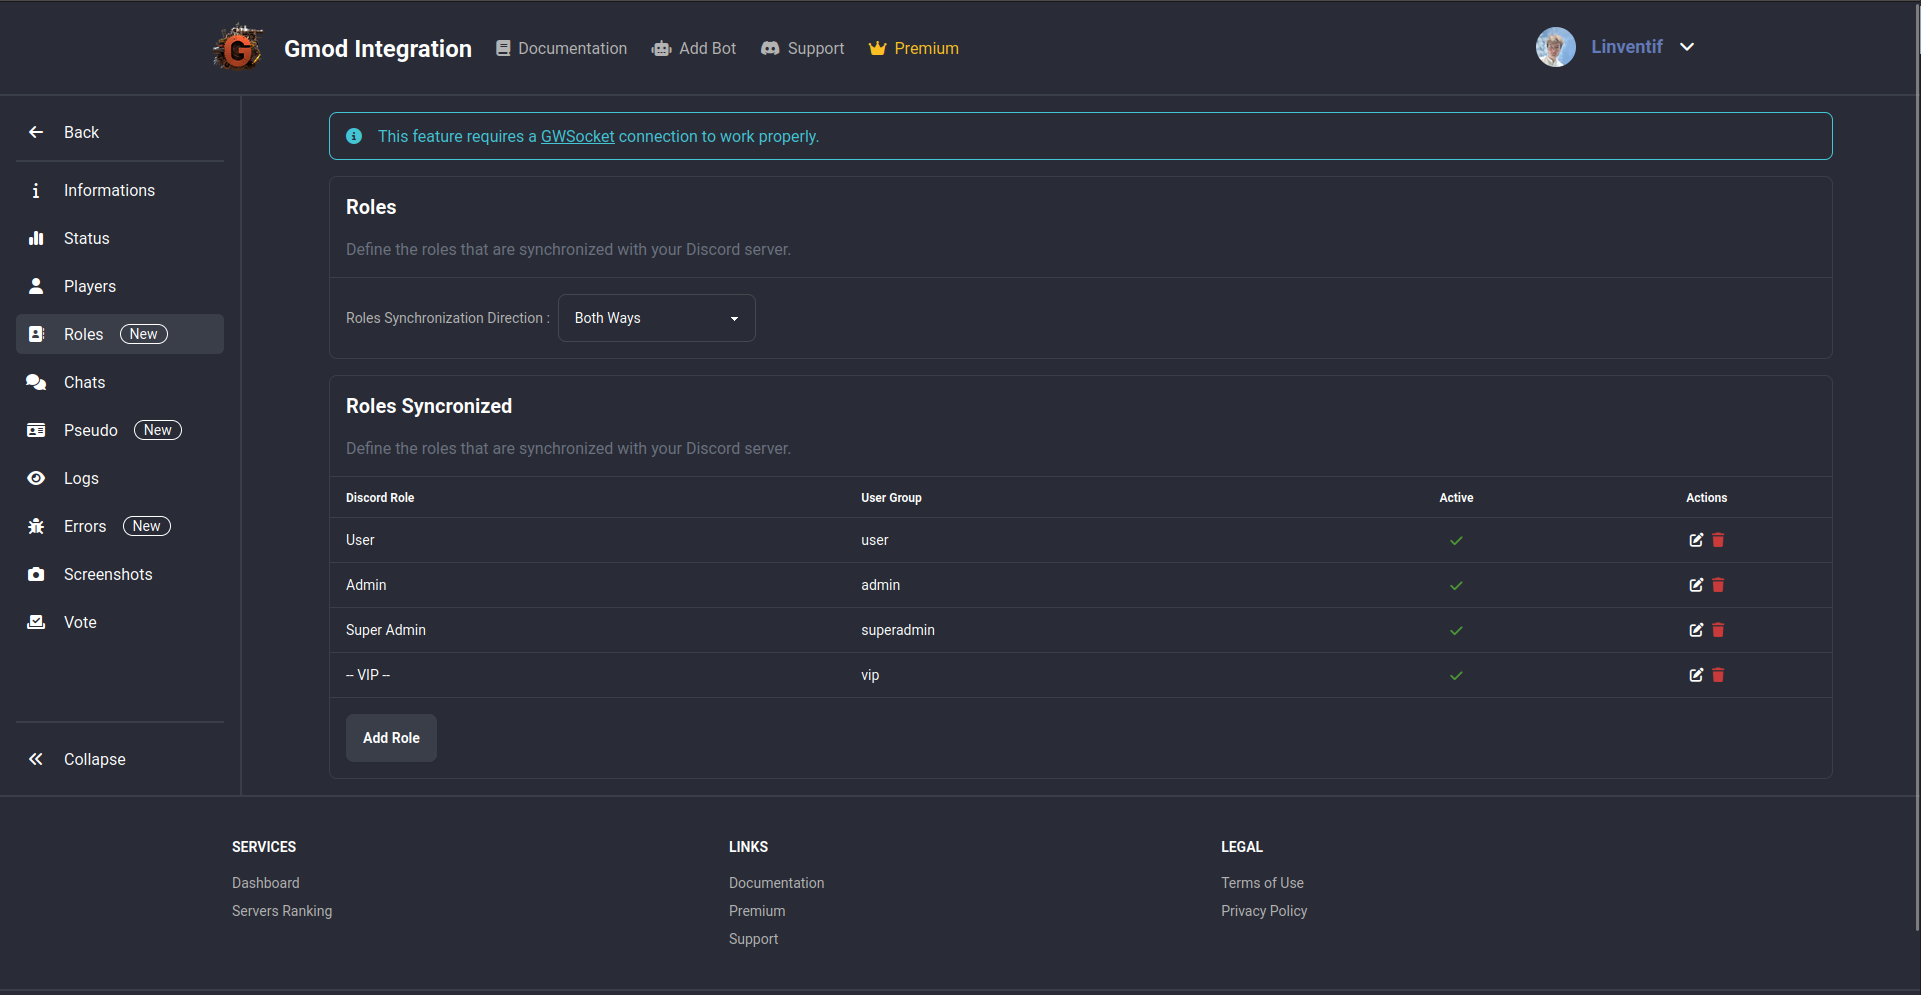 Gmod Integration Documentation Add Bot Support Premium Linventif
Back
Informations
Status
Players
Roles New
Chats
Pseudo New
Logs
Errors New
Screenshots
Vote
Collapse
This feature requires a GWSocket connection to work properly.
Roles
Define the roles that are synchronized with your Discord server.
Roles Synchronization Direction : Both Ways
Roles Syncronized
Define the roles that are synchronized with your Discord server.
Discord Role User Group Active Actions
User user
Admin admin
Super Admin superadmin
-- VIP -- vip
Add Role
SERVICES
Dashboard
Servers Ranking
LINKS
Documentation
Premium
Support
LEGAL
Terms of Use
Privacy Policy